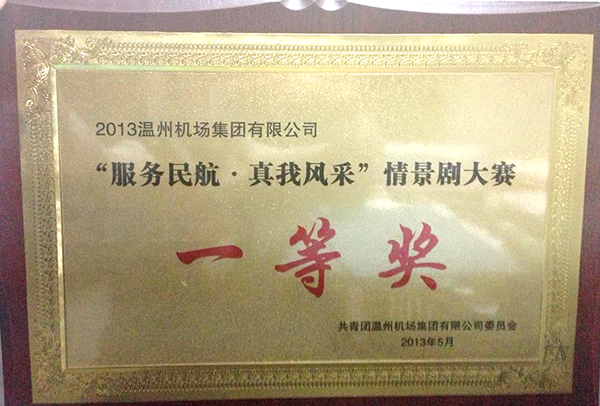 2013温州机场集团有限公司
“服务民航·真我风采”情景剧大赛
一等奖
共青团温州机场集团有限公司委员会
2013年5月